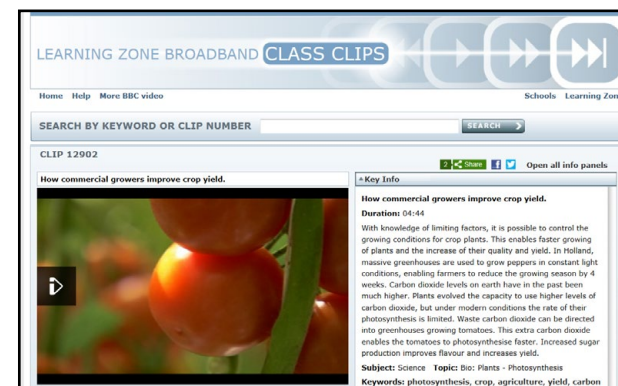 LEARNING ZONE BROADBAND CLASS CLIPS
Home Help More BBC video
Schools Learning Zon
SEARCH BY KEYWORD OR CLIP NUMBER
SEARCH
CLIP 12902
2 Share Open all info panels
How commercial growers improve crop yield.
Key Info
How commercial growers improve crop yield.
Duration: 04:44
With knowledge of limiting factors, it is possible to control the
growing conditions for crop plants. This enables faster growing
of plants and the increase of their quality and yield. In Holland,
massive greenhouses are used to grow peppers in constant light
conditions, enabling farmers to reduce the growing season by 4
weeks. Carbon dioxide levels on earth have in the past been
much higher. Plants evolved the capacity to use higher levels of
carbon dioxide, but under modern conditions the rate of their
photosynthesis is limited. Waste carbon dioxide can be directed
into greenhouses growing tomatoes. This extra carbon dioxide
enables the tomatoes to photosynthesise faster. Increased sugar
production improves flavour and increases yield.
Subject: Science Topic: Bio: Plants - Photosynthesis
Keywords: photosynthesis, crop, agriculture, yield, carbon